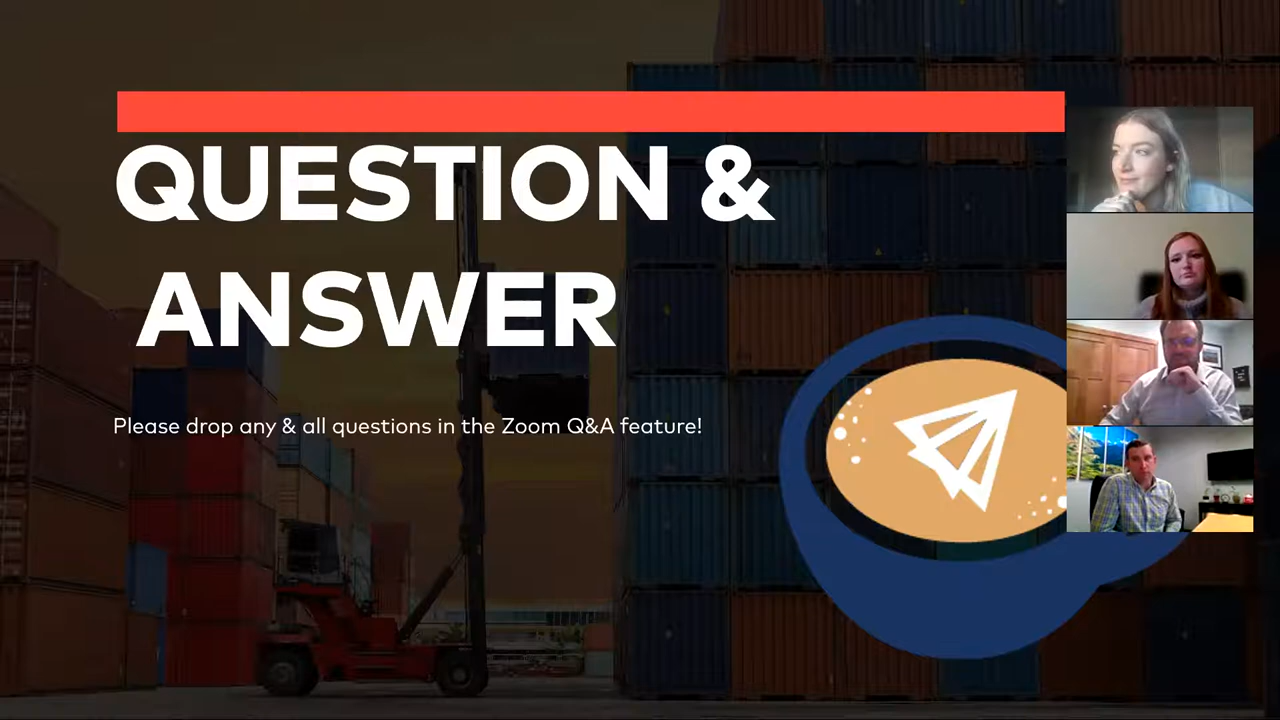 QUESTION &
ANSWER
Please drop any & all questions in the Zoom Q&A feature!